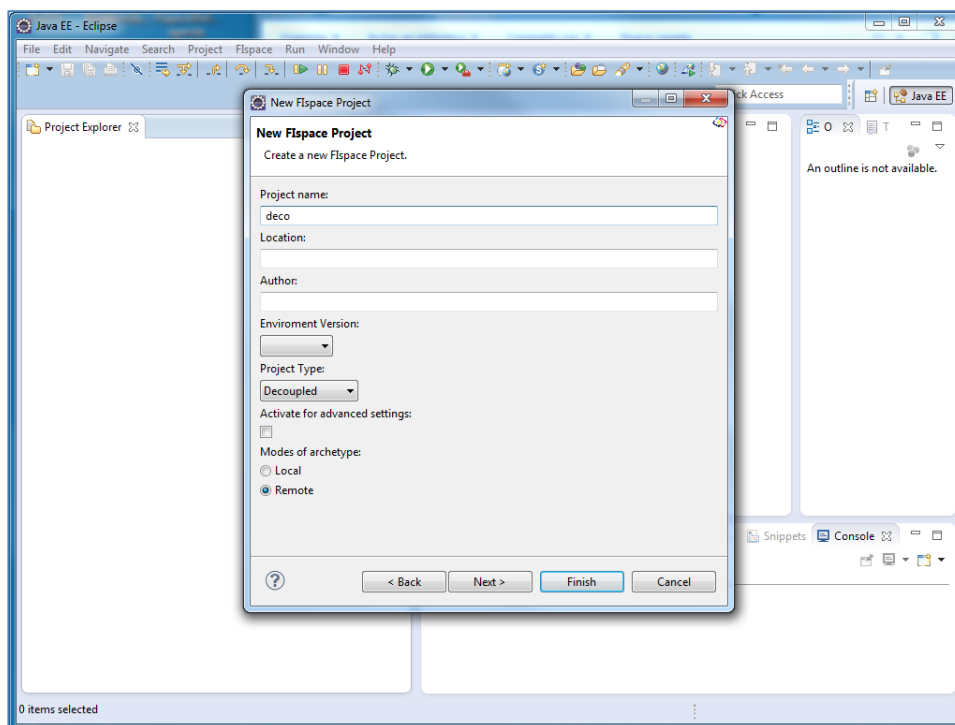 Java EE - Eclipse
File Edit Navigate Search Project FIspace Run Window Help
ck Access
Java EE
Project Explorer
New FIspace Project
New FIspace Project
Create a new FIspace Project.
Project name:
deco
Location:
Author:
Enviroment Version:
Project Type:
Decoupled
Activate for advanced settings:
Modes of archetype:
Local
Remote
< Back Next > Finish Cancel
O T
An outline is not available.
Snippets Console
0 items selected